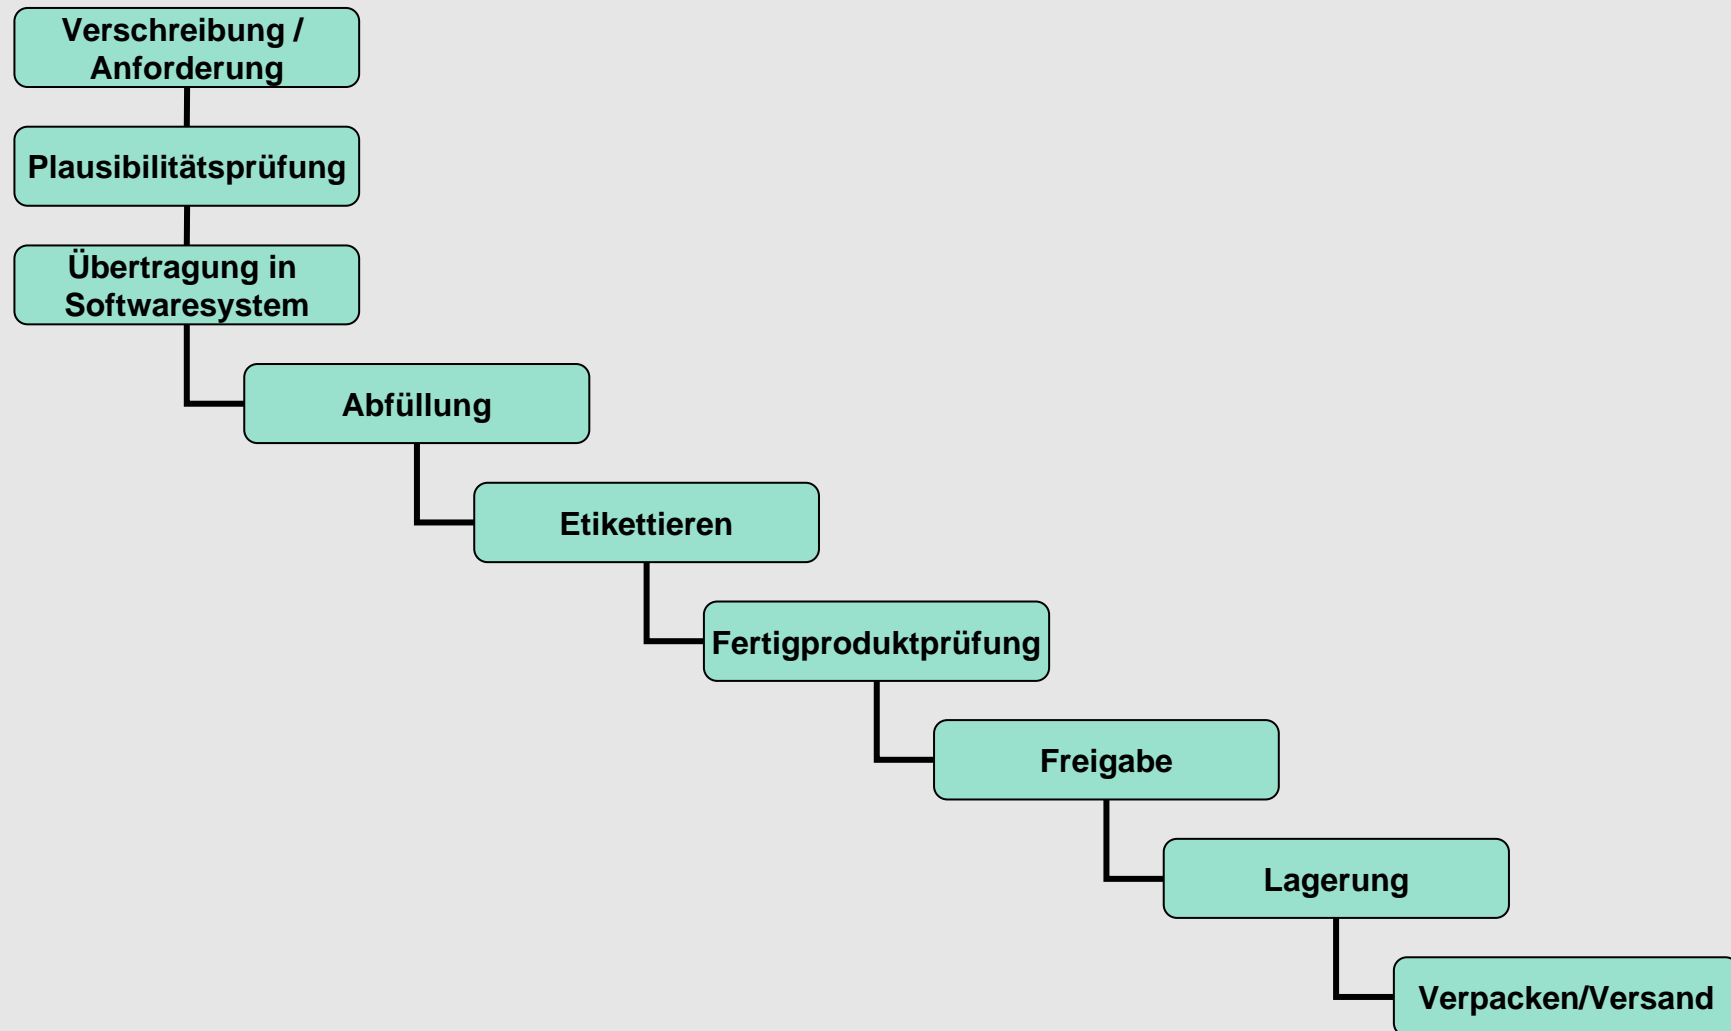 Verschreibung /
Anforderung
Plausibilitätsprüfung
Übertragung in
Softwaresystem
Abfüllung
Etikettieren
Fertigproduktprüfung
Freigabe
Lagerung
Verpacken/Versand